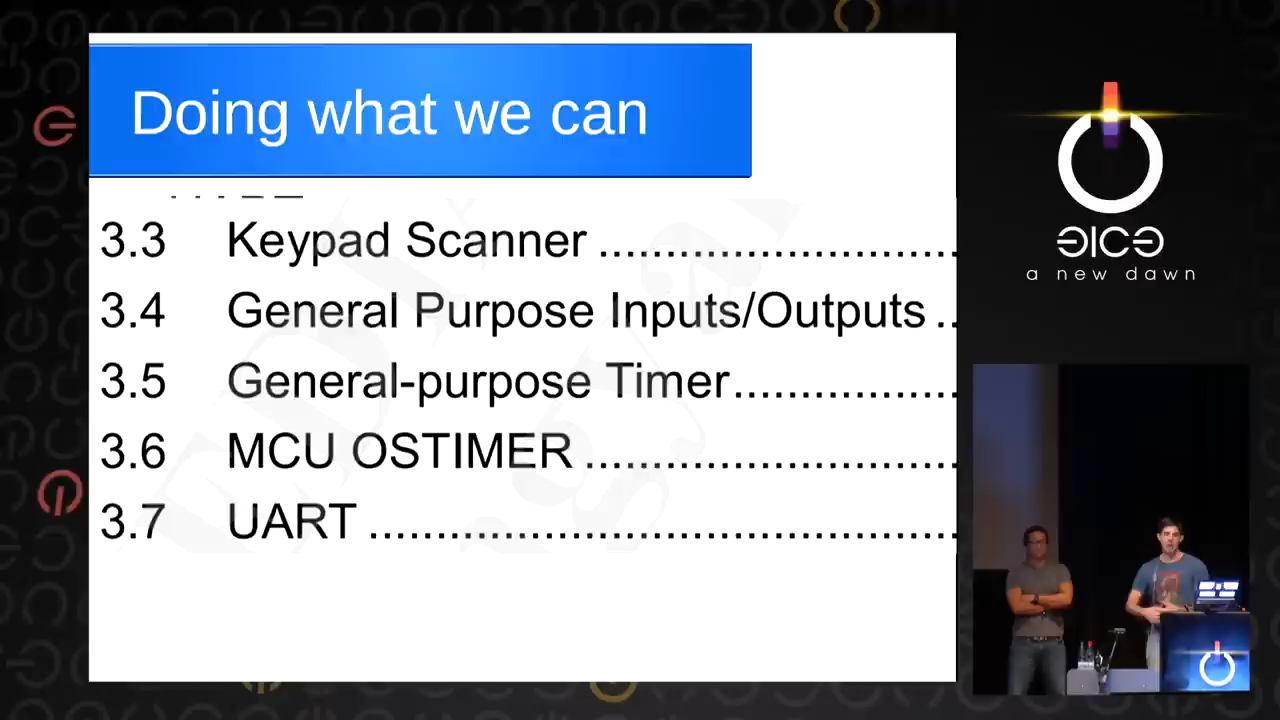 Doing what we can
3.3 Keypad Scanner ...........................
3.4 General Purpose Inputs/Outputs ..
3.5 General-purpose Timer.................
3.6 MCU OSTIMER ............................
3.7 UART ............................................
a new dawn